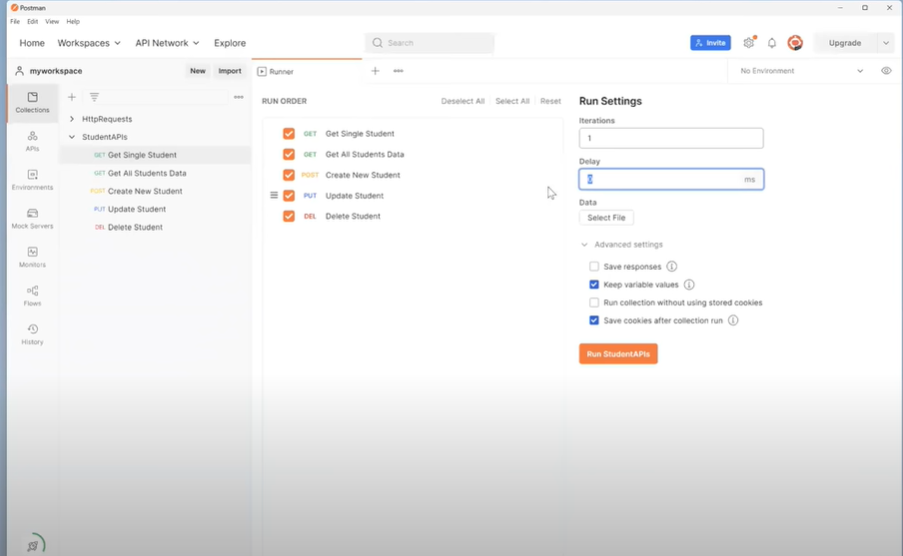 Postman
File Edit View Help
Home Workspaces API Network Explore Search Invite Upgrade
myworkspace New Import Runner No Environment
Collections
APIs
Environments
Mock Servers
Monitors
Flows
History
HttpRequests
StudentAPIs
GET Get Single Student
GET Get All Students Data
POST Create New Student
PUT Update Student
DEL Delete Student
RUN ORDER Deselect All Select All Reset
GET Get Single Student
GET Get All Students Data
POST Create New Student
PUT Update Student
DEL Delete Student
Run Settings
Iterations
1
Delay
0 ms
Data
Select File
Advanced settings
Save responses
Keep variable values
Run collection without using stored cookies
Save cookies after collection run
Run StudentAPIs